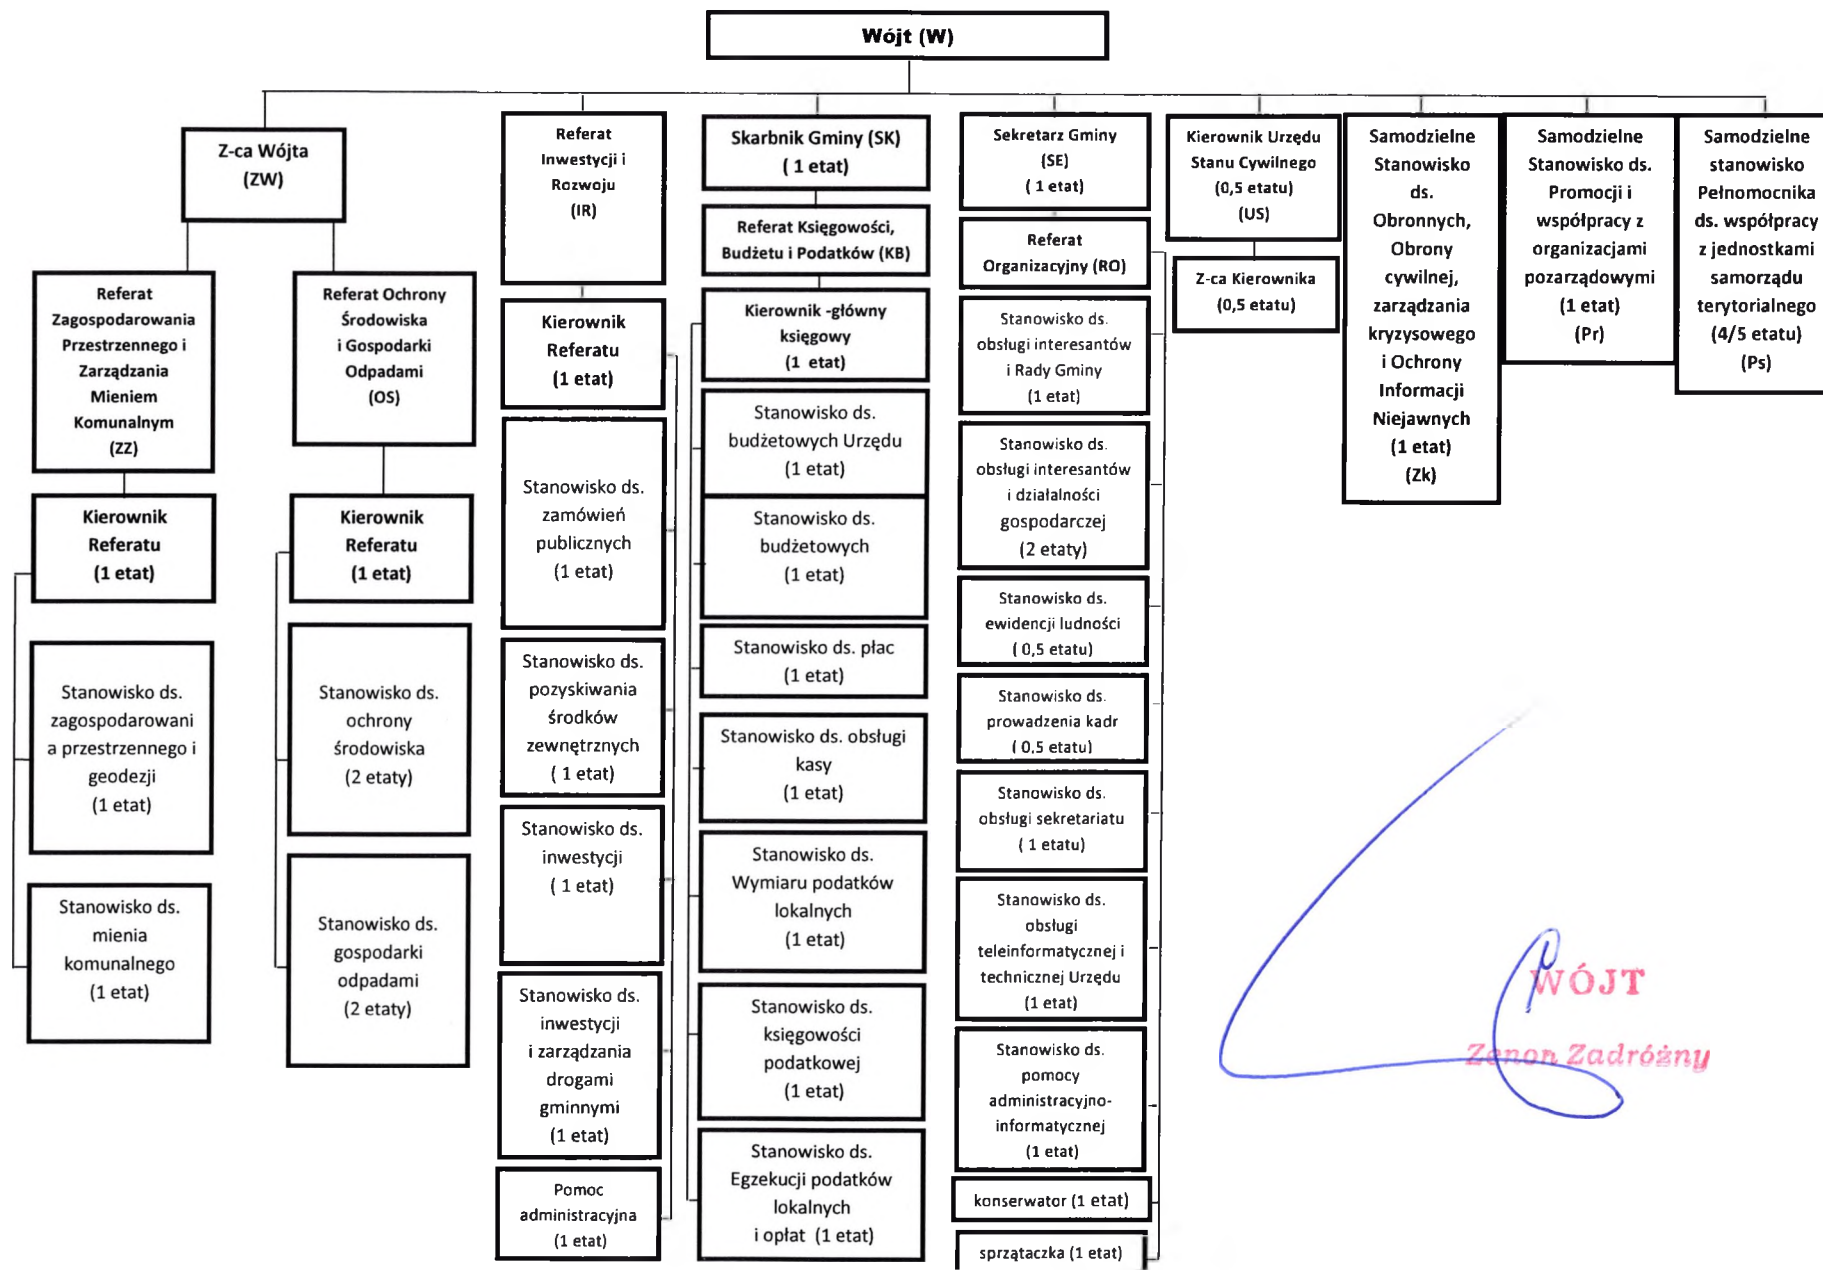 Wójt (W)
Z-ca Wójta
(ZW)
Referat
Zagospodarowania
Przestrzennego i
Zarządzania
Mieniem
Komunalnym
(ZZ)
Kierownik
Referatu
(1 etat)
Stanowisko ds.
zagospodarowani
a przestrzennego i
geodezji
(1 etat)
Stanowisko ds.
mienia
komunalnego
(1 etat)
Referat Ochrony
Środowiska
i Gospodarki
Odpadami
(OS)
Kierownik
Referatu
(1 etat)
Stanowisko ds.
ochrony
środowiska
(2 etaty)
Stanowisko ds.
gospodarki
odpadami
(2 etaty)
Referat
Inwestycji i
Rozwoju
(IR)
Kierownik
Referatu
(1 etat)
Stanowisko ds.
zamówień
publicznych
(1 etat)
Stanowisko ds.
pozyskiwania
środków
zewnętrznych
( 1 etat)
Stanowisko ds.
inwestycji
( 1 etat)
Stanowisko ds.
inwestycji
i zarządzania
drogami
gminnymi
(1 etat)
Pomoc
administracyjna
(1 etat)
Skarbnik Gminy (SK)
( 1 etat)
Referat Księgowości,
Budżetu i Podatków (KB)
Kierownik -główny
księgowy
(1 etat)
Stanowisko ds.
budżetowych Urzędu
(1 etat)
Stanowisko ds.
budżetowych
(1 etat)
Stanowisko ds. płac
(1 etat)
Stanowisko ds. obsługi
kasy
(1 etat)
Stanowisko ds.
Wymiaru podatków
lokalnych
(1 etat)
Stanowisko ds.
księgowości
podatkowej
(1 etat)
Stanowisko ds.
Egzekucji podatków
lokalnych
i opłat (1 etat)
Sekretarz Gminy
(SE)
( 1 etat)
Referat
Organizacyjny (RO)
Stanowisko ds.
obsługi interesantów
i Rady Gminy
(1 etat)
Stanowisko ds.
obsługi interesantów
i działalności
gospodarczej
(2 etaty)
Stanowisko ds.
ewidencji ludności
( 0,5 etatu)
Stanowisko ds.
prowadzenia kadr
( 0,5 etatu)
Stanowisko ds.
obsługi sekretariatu
( 1 etatu)
Stanowisko ds.
obsługi
teleinformatycznej i
technicznej Urzędu
(1 etat)
Stanowisko ds.
pomocy
administracyjno-
informatycznej
(1 etat)
konserwator (1 etat)
sprzątaczka (1 etat)
Kierownik Urzędu
Stanu Cywilnego
(0,5 etatu)
(US)
Z-ca Kierownika
(0,5 etatu)
Samodzielne
Stanowisko
ds.
Obronnych,
Obrony
cywilnej,
zarządzania
kryzysowego
i Ochrony
Informacji
Niejawnych
(1 etat)
(Zk)
Samodzielne
Stanowisko ds.
Promocji i
współpracy z
organizacjami
pozarządowymi
(1 etat)
(Pr)
Samodzielne
stanowisko
Pełnomocnika
ds. współpracy
z jednostkami
samorządu
terytorialnego
(4/5 etatu)
(Ps)
WÓJT
Zenon Zadróżny